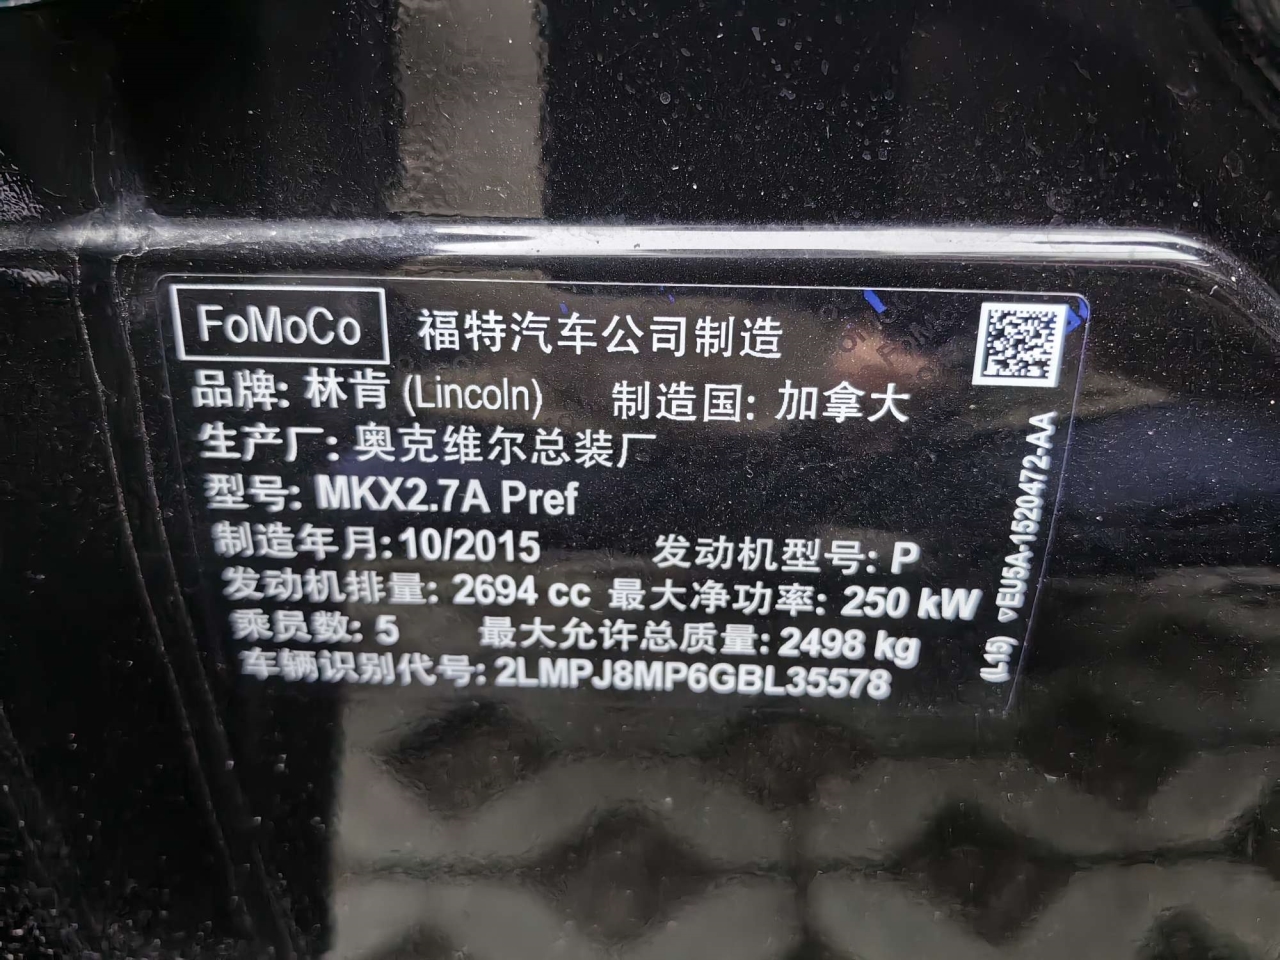 FoMoCo 福特汽车公司制造
品牌: 林肯 (Lincoln) 制造国: 加拿大
生产厂: 奥克维尔总装厂
型号: MKX2.7A Pref
制造年月:10/2015 发动机型号: P
发动机排量: 2694 cc 最大净功率: 250 kW
乘员数: 5 最大允许总质量: 2498 kg
车辆识别代号: 2LMPJ8MP6GBL35578
(L15) ▽EU5A-1520472-AA